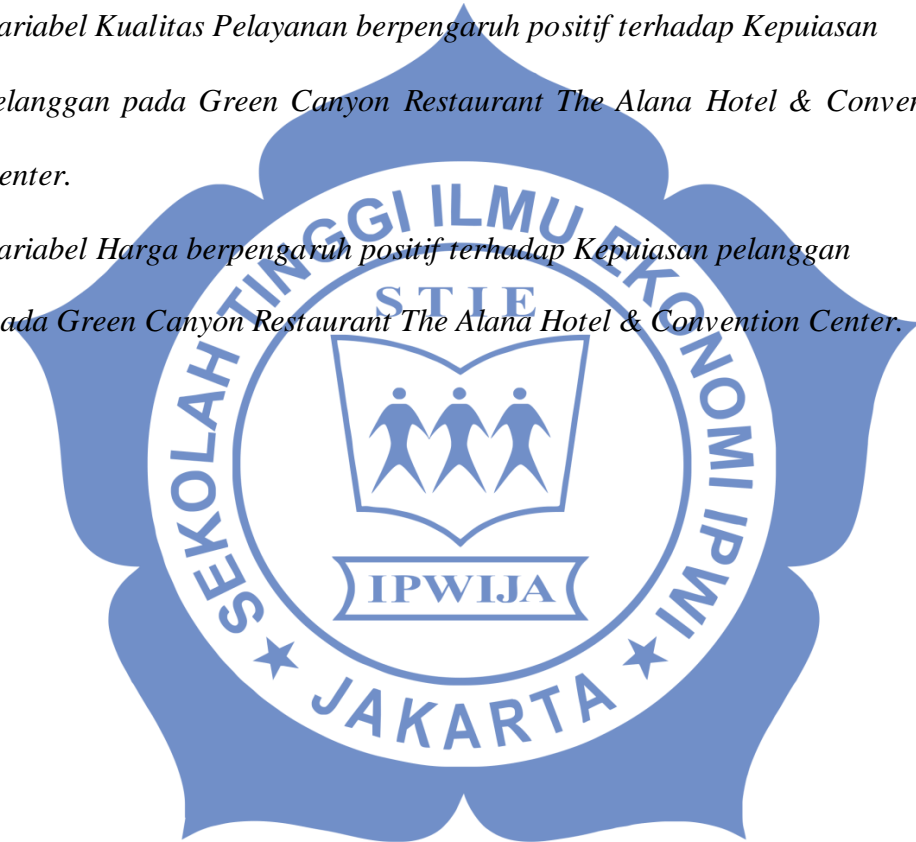 ariabel Kualitas Pelayanan berpengaruh positif terhadap Kepuiasan
elanggan pada Green Canyon Restaurant The Alana Hotel & Conven
enter.
ariabel Harga berpengaruh positif terhadap Kepuiasan pelanggan
ada Green Canyon Restaurant The Alana Hotel & Convention Center.
SEKOLAH TINGGI ILMU EKONOMI IPWI
STIE
IPWIJA
★ JAKARTA ★